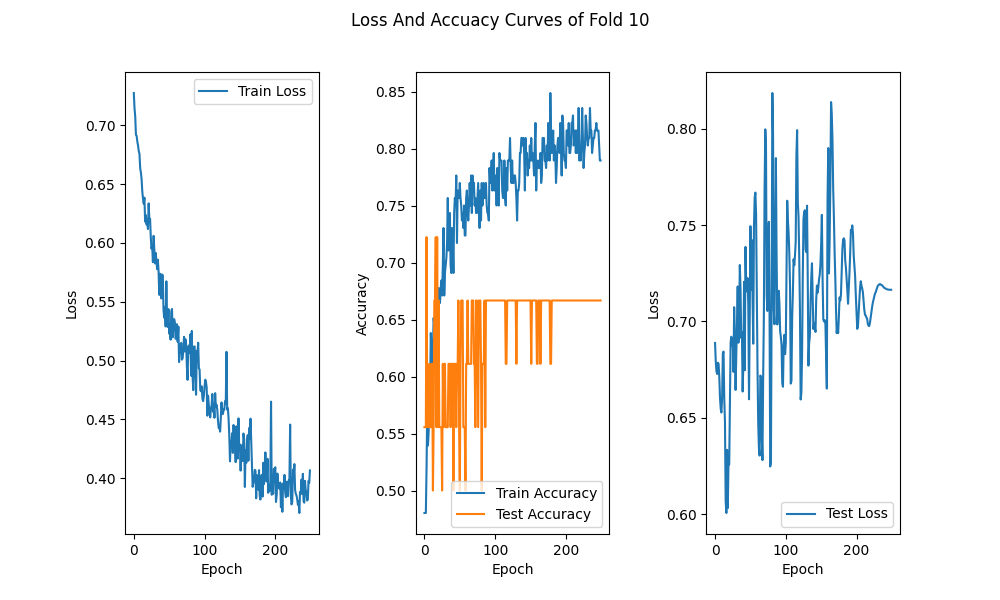 Loss And Accuacy Curves of Fold 10
Train Loss
0.70
0.65
0.60
0.55
0.50
0.45
0.40
Loss
0 100 200
Epoch
0.85
0.80
0.75
0.70
0.65
0.60
0.55
0.50
Accuracy
Train Accuracy
Test Accuracy
0 100 200
Epoch
0.80
0.75
0.70
0.65
0.60
Loss
Test Loss
0 100 200
Epoch